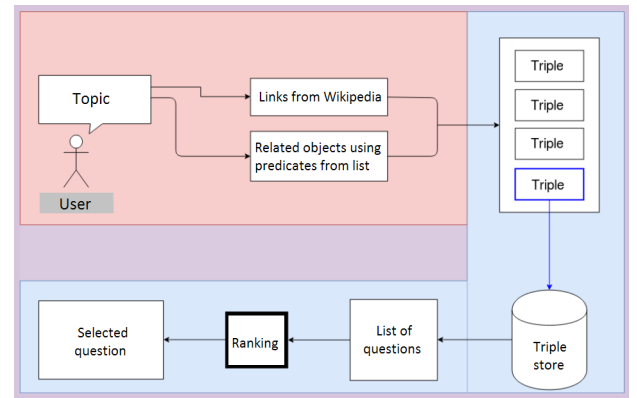 Topic
User
Links from Wikipedia
Related objects using
predicates from list
Triple
Triple
Triple
Triple
Triple
store
List of
questions
Ranking
Selected
question